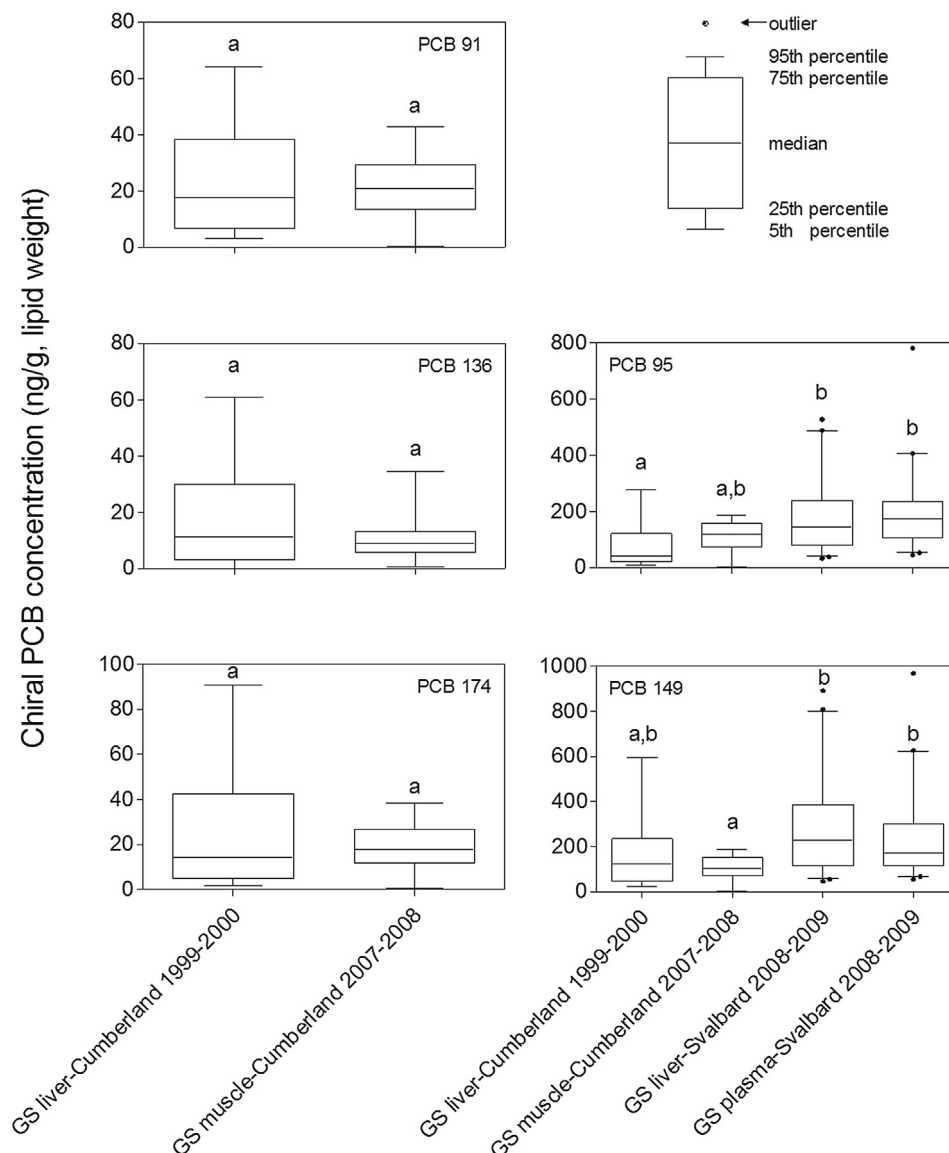 Chiral PCB concentration (ng/g, lipid weight)
80
60
40
20
0
a
a
PCB 91
outlier
95th percentile
75th percentile
median
25th percentile
5th percentile
80
60
40
20
0
a
a
PCB 136
800
600
400
200
0
PCB 95
a
a,b
b
b
100
80
60
40
20
0
a
a
PCB 174
1000
800
600
400
200
0
PCB 149
a,b
a
b
b
GS liver-Cumberland 1999-2000
GS muscle-Cumberland 2007-2008
GS liver-Cumberland 1999-2000
GS muscle-Cumberland 2007-2008
GS liver-Svalbard 2008-2009
GS plasma-Svalbard 2008-2009